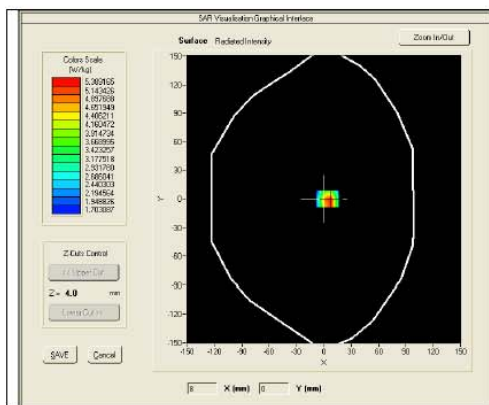 SAR Visualisation Graphical Interface
Surface Radiated Intensity
Zoom In/Out
Colors Scale
(W/kg)
5.389165
5.143426
4.897688
4.651949
4.406211
4.160472
3.914734
3.668995
3.423257
3.177518
2.931780
2.686041
2.440303
2.194564
1.948826
1.703087
Z-Cuts Control
Z = 4.0 mm
SAVE
Cancel
150
120
90
60
30
0
-30
-60
-90
-120
-150
Y
-150 -120 -90 -60 -30 0 30 60 90 120 150
X
8 X (mm) 0 Y (mm)